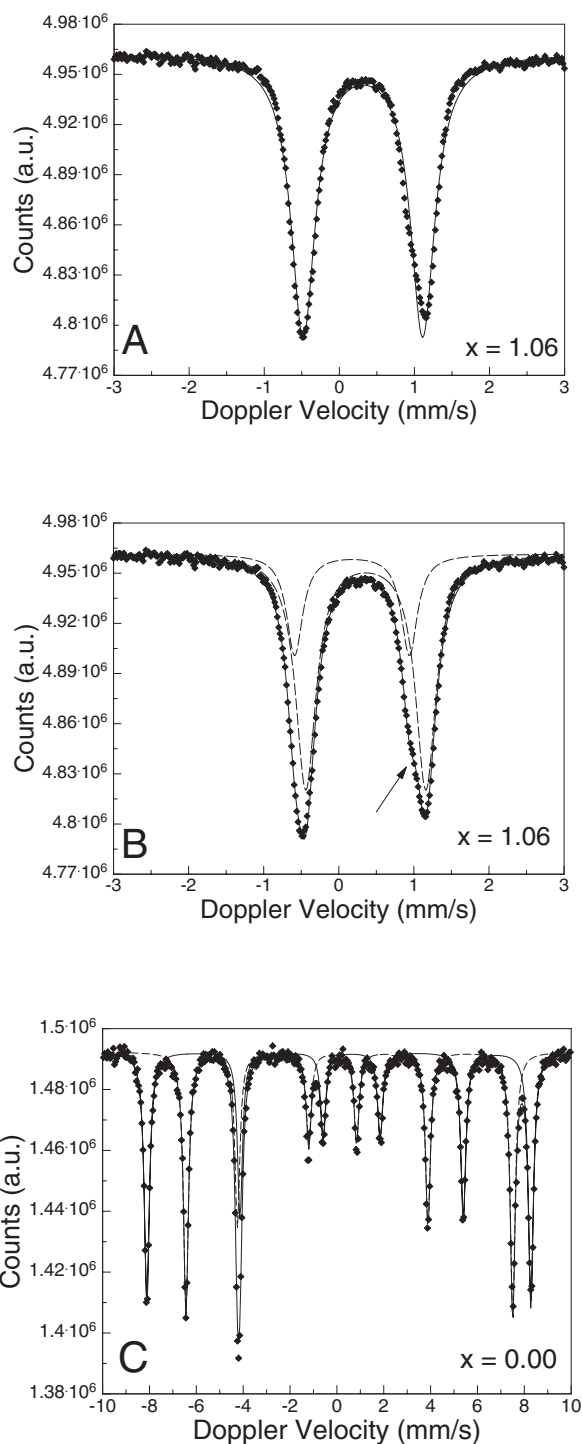 4.98·10⁶
4.95·10⁶
4.92·10⁶
4.89·10⁶
4.86·10⁶
4.83·10⁶
4.8·10⁶
4.77·10⁶
Counts (a.u.)
A
x = 1.06
-3 -2 -1 0 1 2 3
Doppler Velocity (mm/s)
4.98·10⁶
4.95·10⁶
4.92·10⁶
4.89·10⁶
4.86·10⁶
4.83·10⁶
4.8·10⁶
4.77·10⁶
Counts (a.u.)
B
x = 1.06
-3 -2 -1 0 1 2 3
Doppler Velocity (mm/s)
1.5·10⁶
1.48·10⁶
1.46·10⁶
1.44·10⁶
1.42·10⁶
1.4·10⁶
1.38·10⁶
Counts (a.u.)
C
x = 0.00
-10 -8 -6 -4 -2 0 2 4 6 8 10
Doppler Velocity (mm/s)